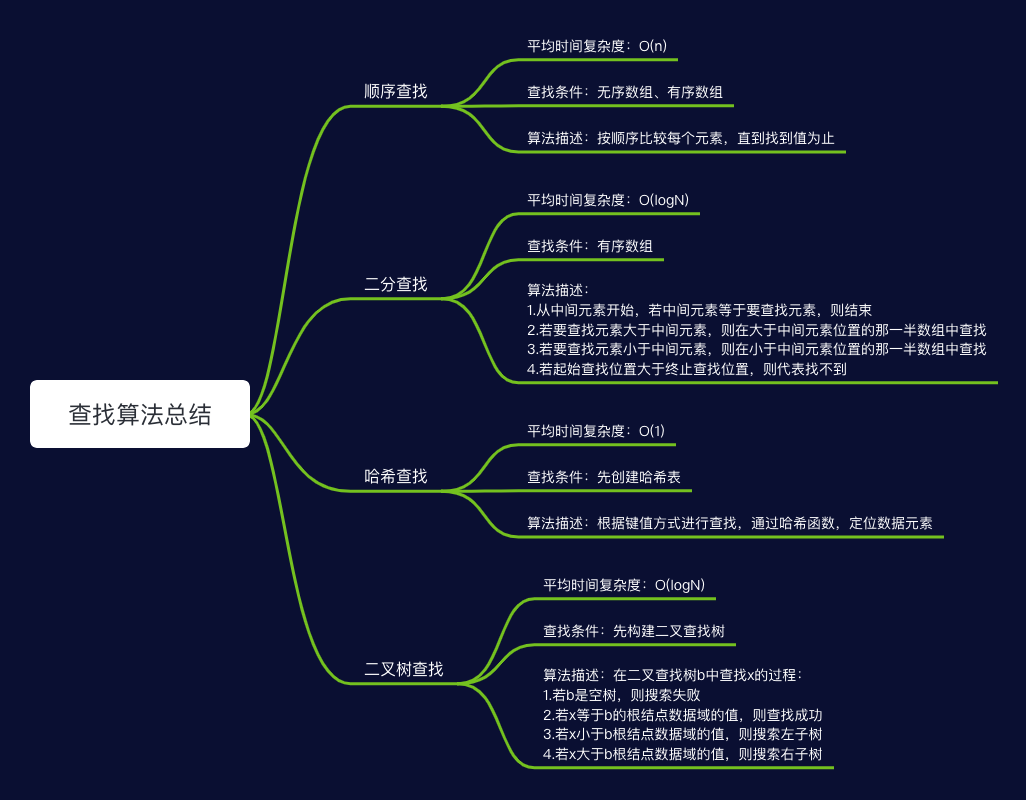 查找算法总结
顺序查找
平均时间复杂度：O(n)
查找条件：无序数组、有序数组
算法描述：按顺序比较每个元素，直到找到值为止
二分查找
平均时间复杂度：O(logN)
查找条件：有序数组
算法描述：
1.从中间元素开始，若中间元素等于要查找元素，则结束
2.若要查找元素大于中间元素，则在大于中间元素位置的那一半数组中查找
3.若要查找元素小于中间元素，则在小于中间元素位置的那一半数组中查找
4.若起始查找位置大于终止查找位置，则代表找不到
哈希查找
平均时间复杂度：O(1)
查找条件：先创建哈希表
算法描述：根据键值方式进行查找，通过哈希函数，定位数据元素
二叉树查找
平均时间复杂度：O(logN)
查找条件：先构建二叉查找树
算法描述：在二叉查找树b中查找x的过程：
1.若b是空树，则搜索失败
2.若x等于b的根结点数据域的值，则查找成功
3.若x小于b根结点数据域的值，则搜索左子树
4.若x大于b根结点数据域的值，则搜索右子树